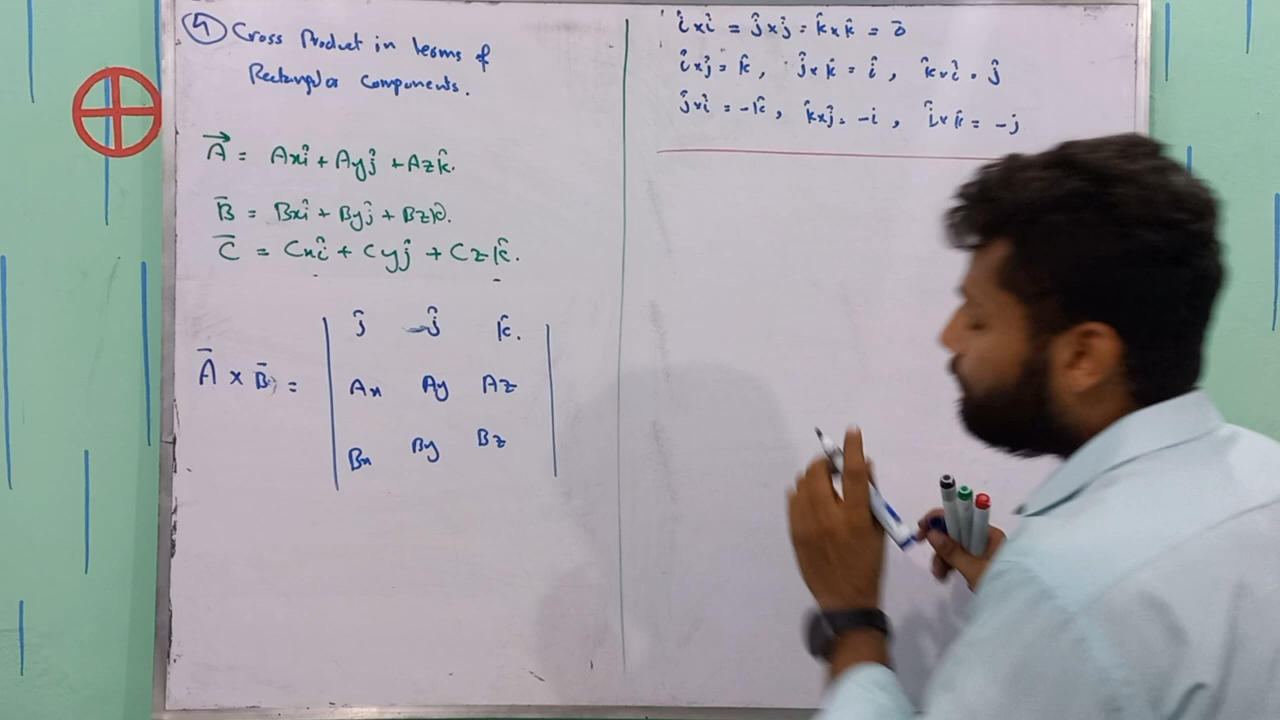 ④ Cross Product in terms of
Rectangular Components.
A⃗ = Axî + Ayĵ + Azk̂.
B̄ = Bxî + Byĵ + Bzk̂.
C̄ = Cxî + Cyĵ + Czk̂.
ĵ -ĵ k̂.
Ā × B̄ =
Ax Ay Az
Bx By Bz
î×î = ĵ×ĵ = k̂×k̂ = ō
î×ĵ = k̂, ĵ×k̂ = î, k̂×î = ĵ
ĵ×î = -k̂, k̂×ĵ = -i, î×k̂ = -j